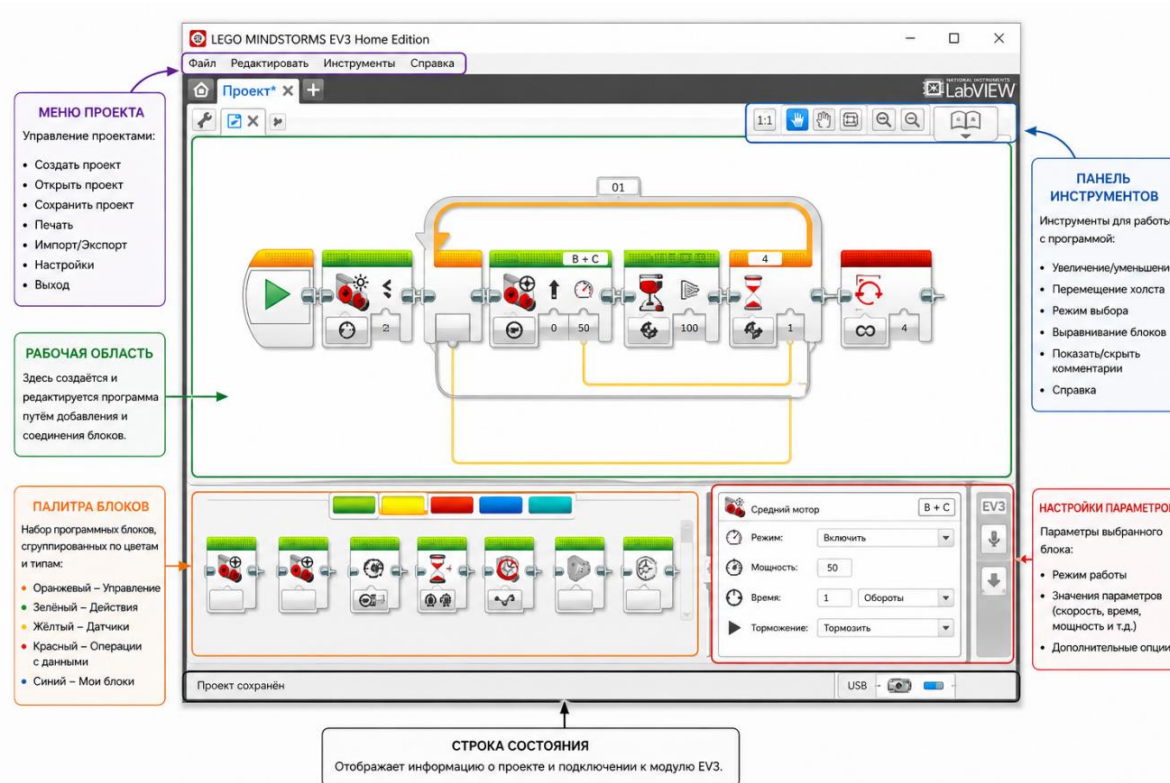 LEGO MINDSTORMS EV3 Home Edition
Файл Редактировать Инструменты Справка
Проект*
NATIONAL INSTRUMENTS
LabVIEW
1:1
МЕНЮ ПРОЕКТА
Управление проектами:
• Создать проект
• Открыть проект
• Сохранить проект
• Печать
• Импорт/Экспорт
• Настройки
• Выход
РАБОЧАЯ ОБЛАСТЬ
Здесь создаётся и
редактируется программа
путём добавления и
соединения блоков.
ПАЛИТРА БЛОКОВ
Набор программных блоков,
сгруппированных по цветам
и типам:
• Оранжевый – Управление
• Зелёный – Действия
• Жёлтый – Датчики
• Красный – Операции
с данными
• Синий – Мои блоки
01
B + C
4
2
0
50
100
1
4
ПАНЕЛЬ
ИНСТРУМЕНТОВ
Инструменты для работы
с программой:
• Увеличение/уменьшени
• Перемещение холста
• Режим выбора
• Выравнивание блоков
• Показать/скрыть
комментарии
• Справка
Средний мотор B + C
Режим: Включить
Мощность: 50
Время: 1 Обороты
Торможение: Тормозить
EV3
НАСТРОЙКИ ПАРАМЕТРО
Параметры выбранного
блока:
• Режим работы
• Значения параметров
(скорость, время,
мощность и т.д.)
• Дополнительные опции
Проект сохранён
USB
СТРОКА СОСТОЯНИЯ
Отображает информацию о проекте и подключении к модулю EV3.